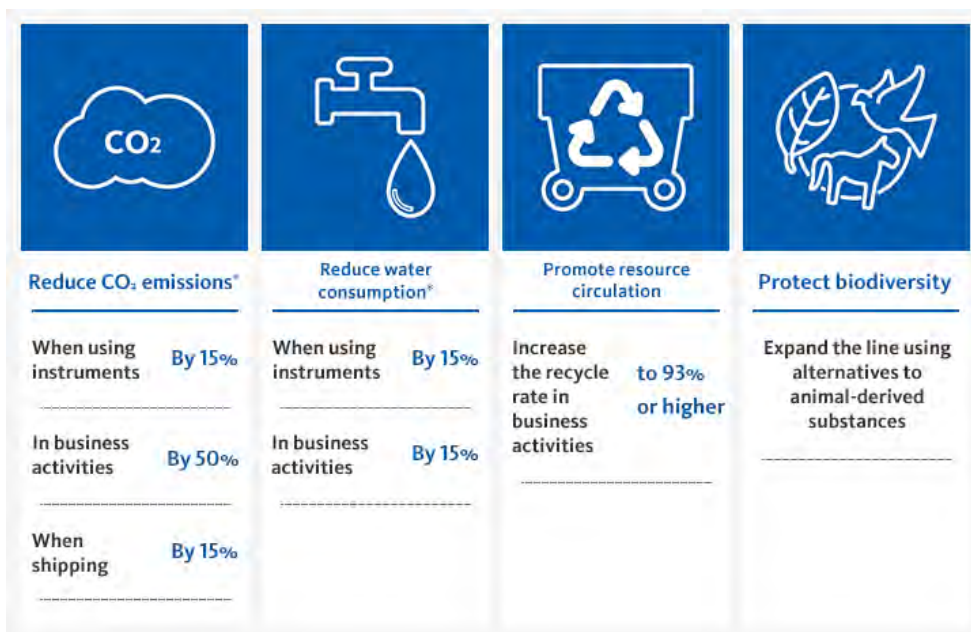 CO2
Reduce CO₂ emissions*
When using
instruments
By 15%
In business
activities
By 50%
When
shipping
By 15%
Reduce water
consumption*
When using
instruments
By 15%
In business
activities
By 15%
Promote resource
circulation
Increase
the recycle
rate in
business
activities
to 93%
or higher
Protect biodiversity
Expand the line using
alternatives to
animal-derived
substances